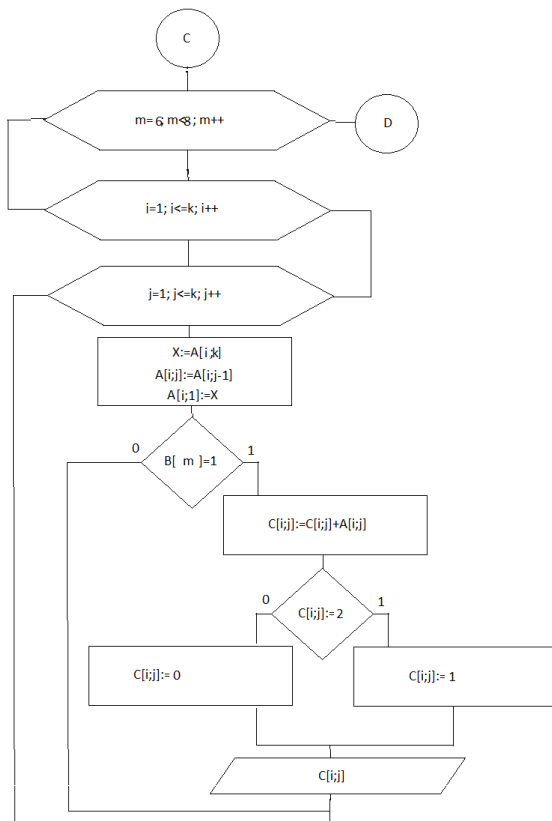 C
m= 6; m<8; m++
D
i=1; i<=k; i++
j=1; j<=k; j++
X:=A[i;k]
A[i;j]:=A[i;j-1]
A[i;1]:=X
0
1
B[ m ]=1
C[i;j]:=C[i;j]+A[i;j]
0
1
C[i;j]:= 2
C[i;j]:= 0
C[i;j]:= 1
C[i;j]